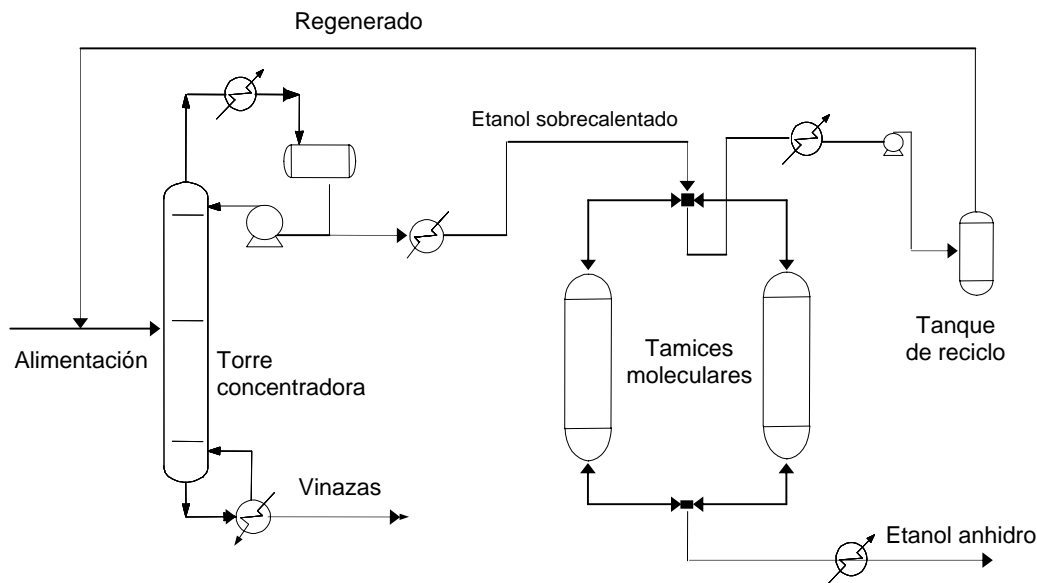 Regenerado
Etanol sobrecalentado
Alimentación
Torre
concentradora
Tamices
moleculares
Tanque
de reciclo
Vinazas
Etanol anhidro